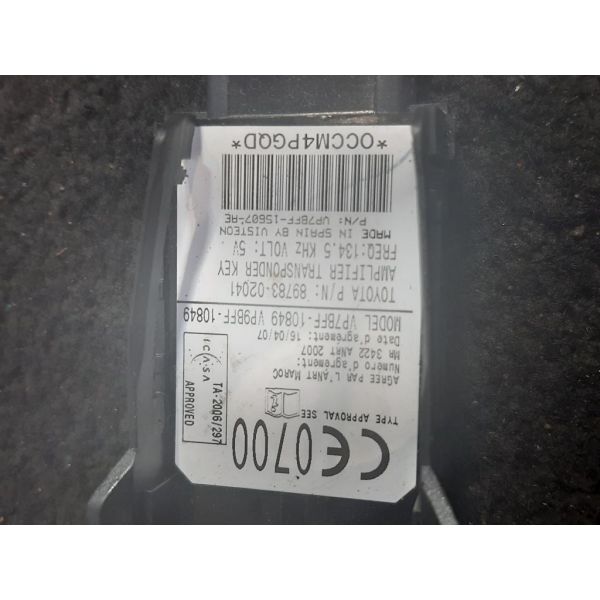 CE0700
TYPE APPROVAL SEE
ICASA
TA-2006/297
APPROVED
AGREE PAR L'ANRT MAROC
Numero d'agrement:
MR 3422 ANRT 2007
Date d'agrement: 16/04/07
MODEL VP7BFF-10849 VP9BFF-10849
TOYOTA P/N: 89783-02041
AMPLIFIER TRANSPONDER KEY
FREQ:134.5 KHz VOLT: 5V
MADE IN SPAIN BY VISTEON
P/N: VP7BFF-15607-AE
*OCCM4PGQD*